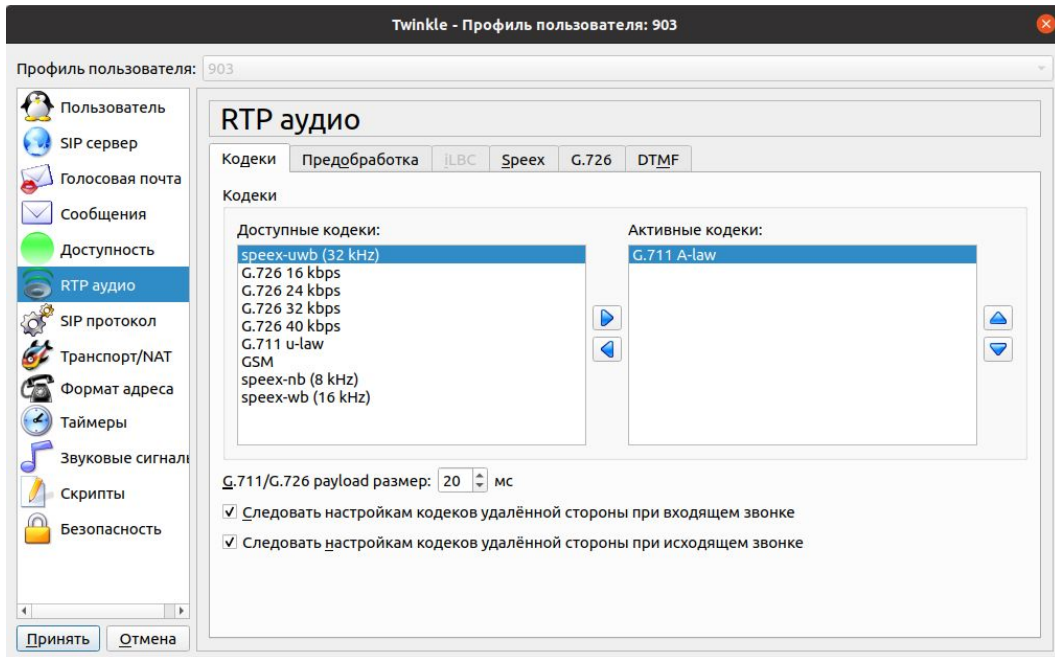 Twinkle - Профиль пользователя: 903
Профиль пользователя: 903
Пользователь
SIP сервер
Голосовая почта
Сообщения
Доступность
RTP аудио
SIP протокол
Транспорт/NAT
Формат адреса
Таймеры
Звуковые сигналы
Скрипты
Безопасность
Принять Отмена
RTP аудио
Кодеки Предобработка iLBC Speex G.726 DTMF
Кодеки
Доступные кодеки:
speex-uwb (32 kHz)
G.726 16 kbps
G.726 24 kbps
G.726 32 kbps
G.726 40 kbps
G.711 u-law
GSM
speex-nb (8 kHz)
speex-wb (16 kHz)
Активные кодеки:
G.711 A-law
G.711/G.726 payload размер: 20 мс
Следовать настройкам кодеков удалённой стороны при входящем звонке
Следовать настройкам кодеков удалённой стороны при исходящем звонке